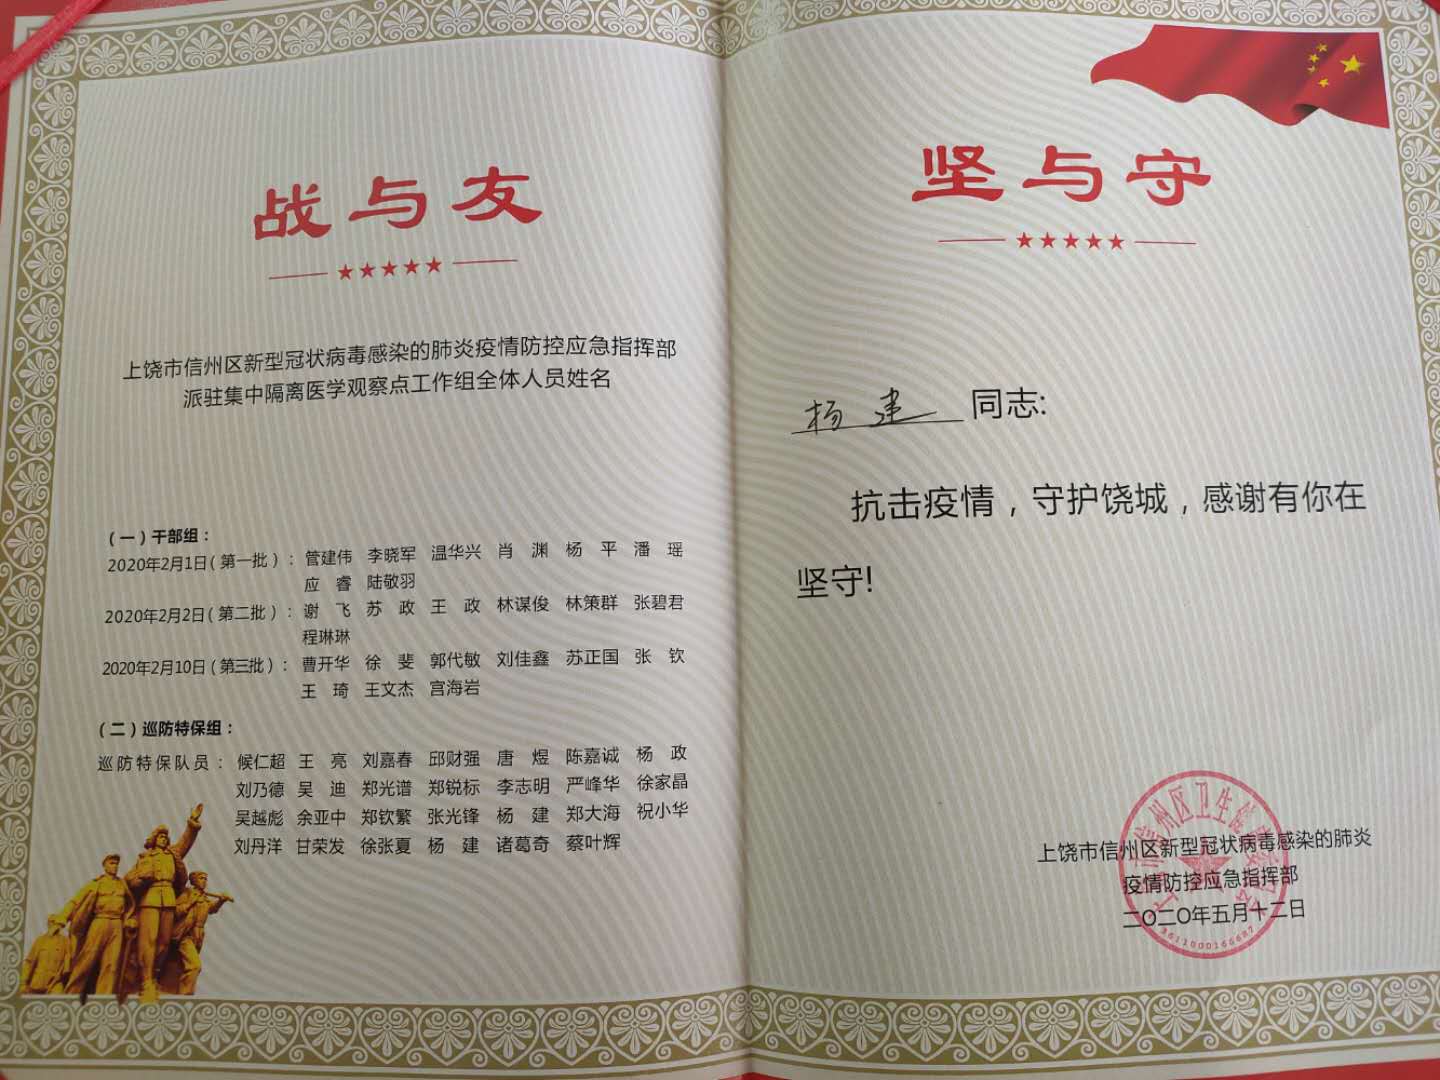 战与友
上饶市信州区新型冠状病毒感染的肺炎疫情防控应急指挥部
派驻集中隔离医学观察点工作组全体人员姓名
（一）干部组：
2020年2月1日（第一批）：管建伟 李晓军 温华兴 肖 渊 杨 平 潘 瑶
应 睿 陆敬羽
2020年2月2日（第二批）：谢 飞 苏 政 王 政 林谋俊 林策群 张碧君
程琳琳
2020年2月10日（第三批）：曹开华 徐 斐 郭代敏 刘佳鑫 苏正国 张 钦
王 琦 王文杰 宫海岩
（二）巡防特保组：
巡防特保队员：候仁超 王 亮 刘嘉春 邱财强 唐 煜 陈嘉诚 杨 政
刘乃德 吴 迪 郑光谱 郑锐标 李志明 严峰华 徐家晶
吴越彪 余亚中 郑钦繁 张光锋 杨 建 郑大海 祝小华
刘丹洋 甘荣发 徐张夏 杨 建 诸葛奇 蔡叶辉
坚与守
杨建 同志:
抗击疫情，守护饶城，感谢有你在
坚守!
上饶市信州区新型冠状病毒感染的肺炎
疫情防控应急指挥部
二〇二〇年五月十二日
信州区卫生健康委员会